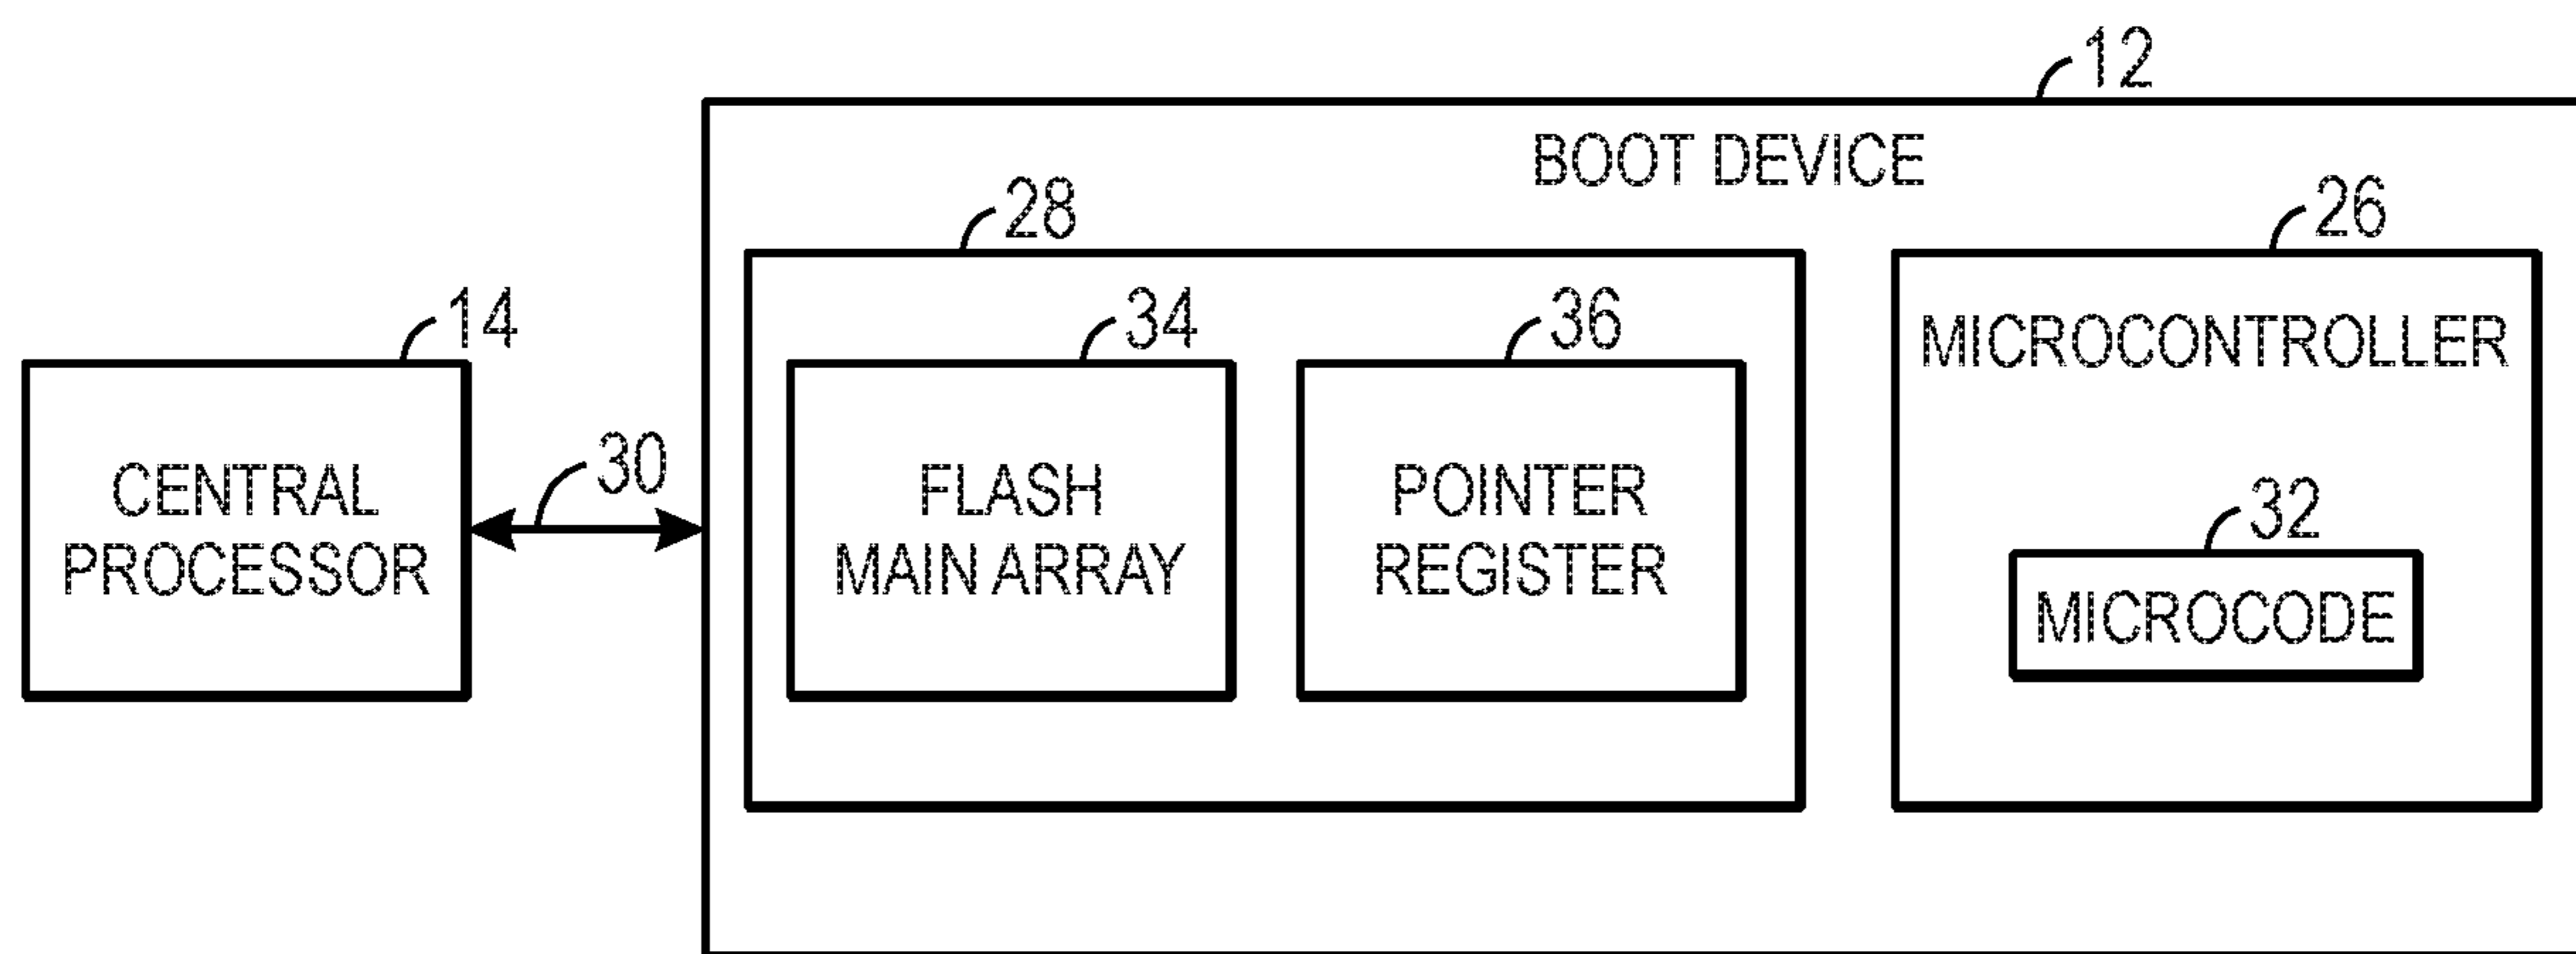 12
BOOT DEVICE
28
26
14
34
36
MICROCONTROLLER
30
CENTRAL
PROCESSOR
FLASH
MAIN ARRAY
POINTER
REGISTER
32
MICROCODE